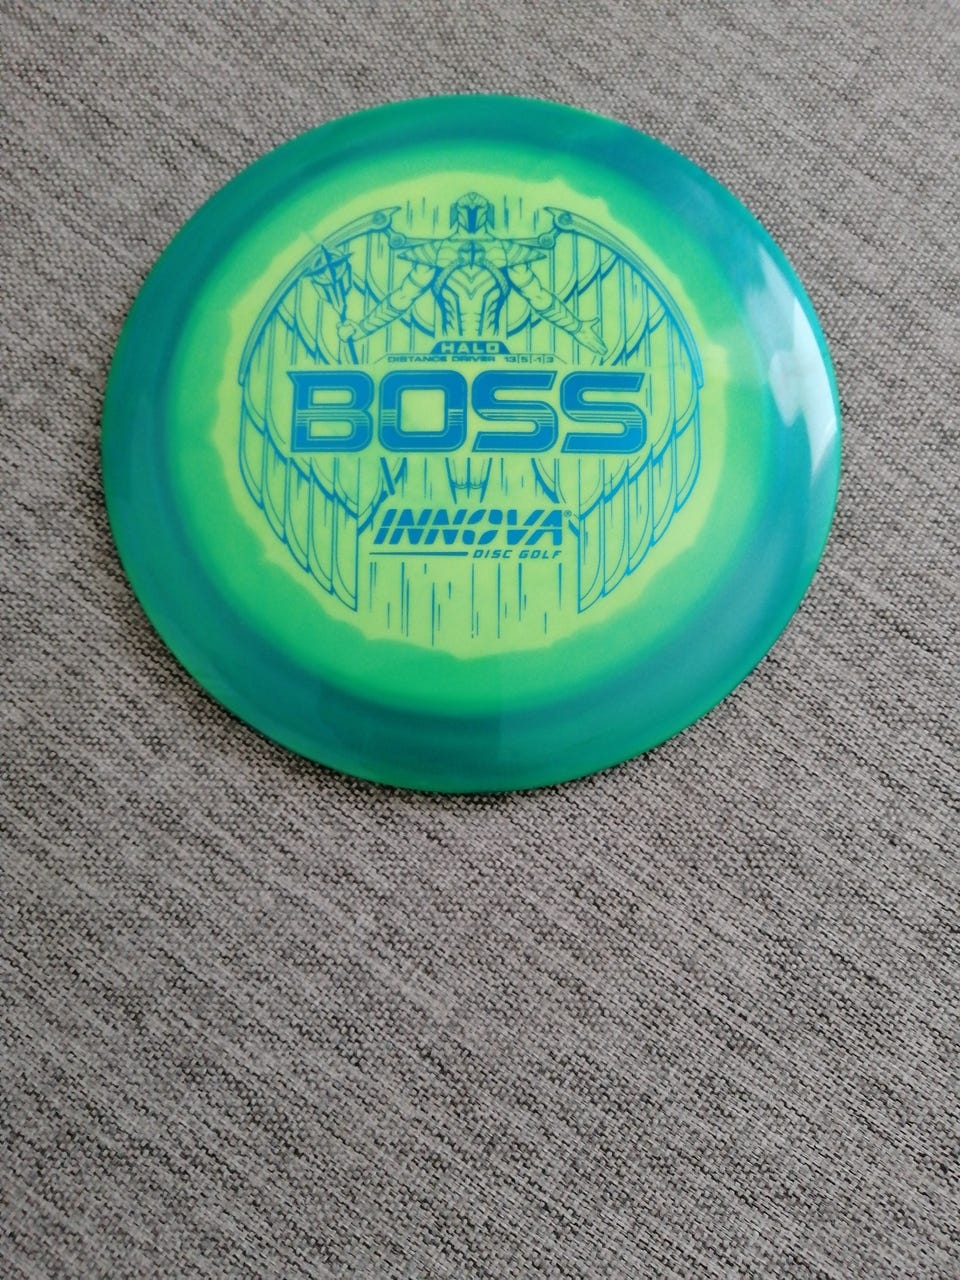 HALO
DISTANCE DRIVER 13|5|-1|3
BOSS
INNOVA®
DISC GOLF